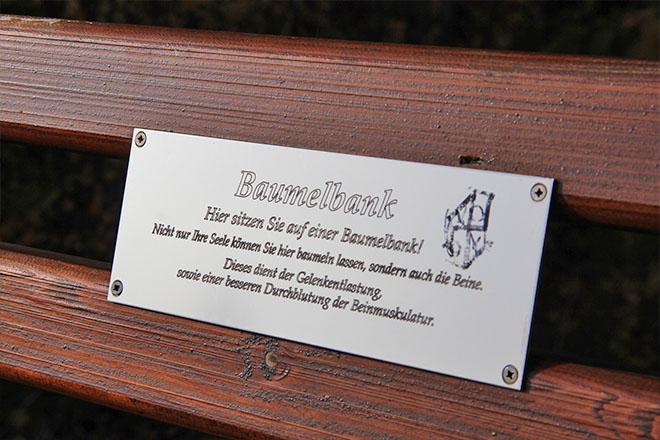 Baumelbank
Hier sitzen Sie auf einer Baumelbank!
Nicht nur Ihre Seele können Sie hier baumeln lassen, sondern auch die Beine.
Dieses dient der Gelenkentlastung,
sowie einer besseren Durchblutung der Beinmuskulatur.